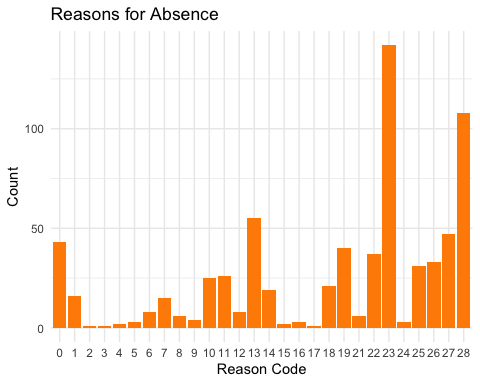 Reasons for Absence
Count
100
50
0
0 1 2 3 4 5 6 7 8 9 10 11 12 13 14 15 16 17 18 19 21 22 23 24 25 26 27 28
Reason Code